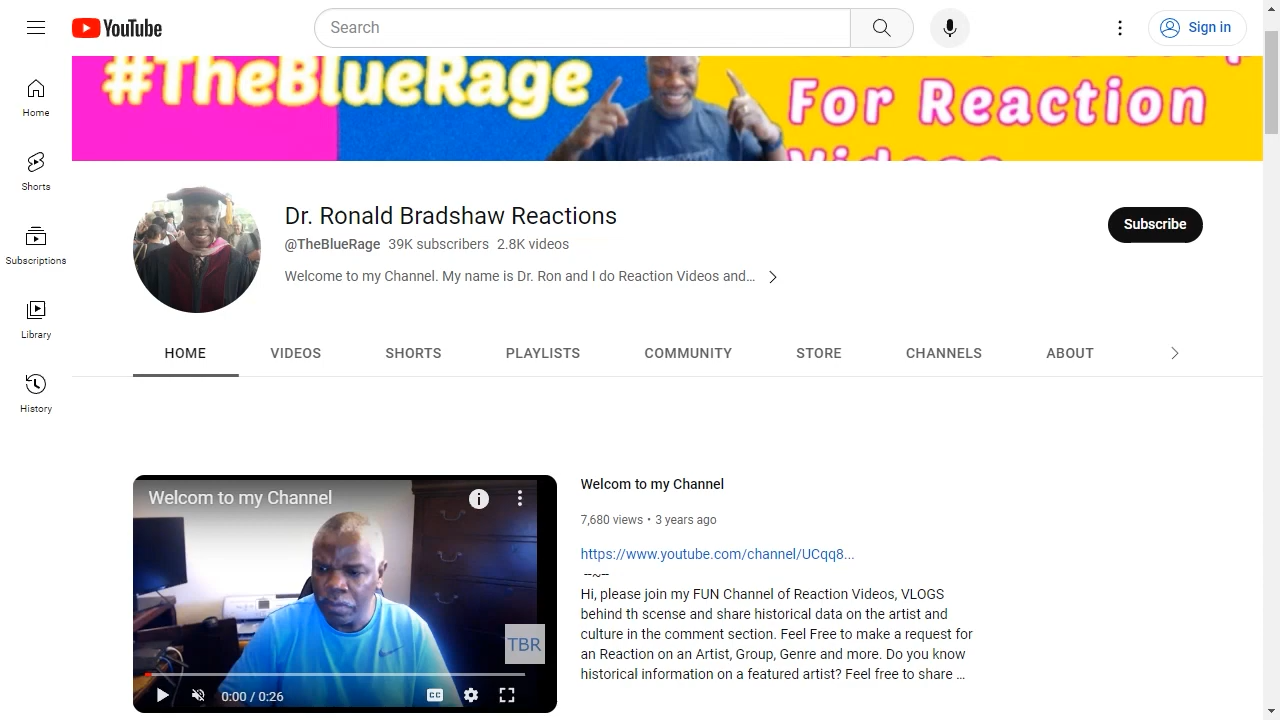 YouTube
Search
Sign in
Home
Shorts
Subscriptions
Library
History
#TheBlueRage
For Reaction
Videos
Dr. Ronald Bradshaw Reactions
@TheBlueRage 39K subscribers 2.8K videos
Welcome to my Channel. My name is Dr. Ron and I do Reaction Videos and...
Subscribe
HOME
VIDEOS
SHORTS
PLAYLISTS
COMMUNITY
STORE
CHANNELS
ABOUT
Welcom to my Channel
TBR
0:00 / 0:26
CC
Welcom to my Channel
7,680 views • 3 years ago
https://www.youtube.com/channel/UCqq8...
-~-
Hi, please join my FUN Channel of Reaction Videos, VLOGS
behind th scense and share historical data on the artist and
culture in the comment section. Feel Free to make a request for
an Reaction on an Artist, Group, Genre and more. Do you know
historical information on a featured artist? Feel free to share ...